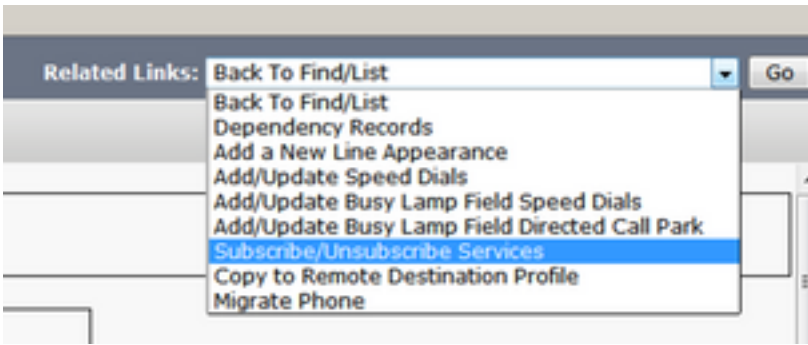 Related Links: Back To Find/List Go
Back To Find/List
Dependency Records
Add a New Line Appearance
Add/Update Speed Dials
Add/Update Busy Lamp Field Speed Dials
Add/Update Busy Lamp Field Directed Call Park
Subscribe/Unsubscribe Services
Copy to Remote Destination Profile
Migrate Phone